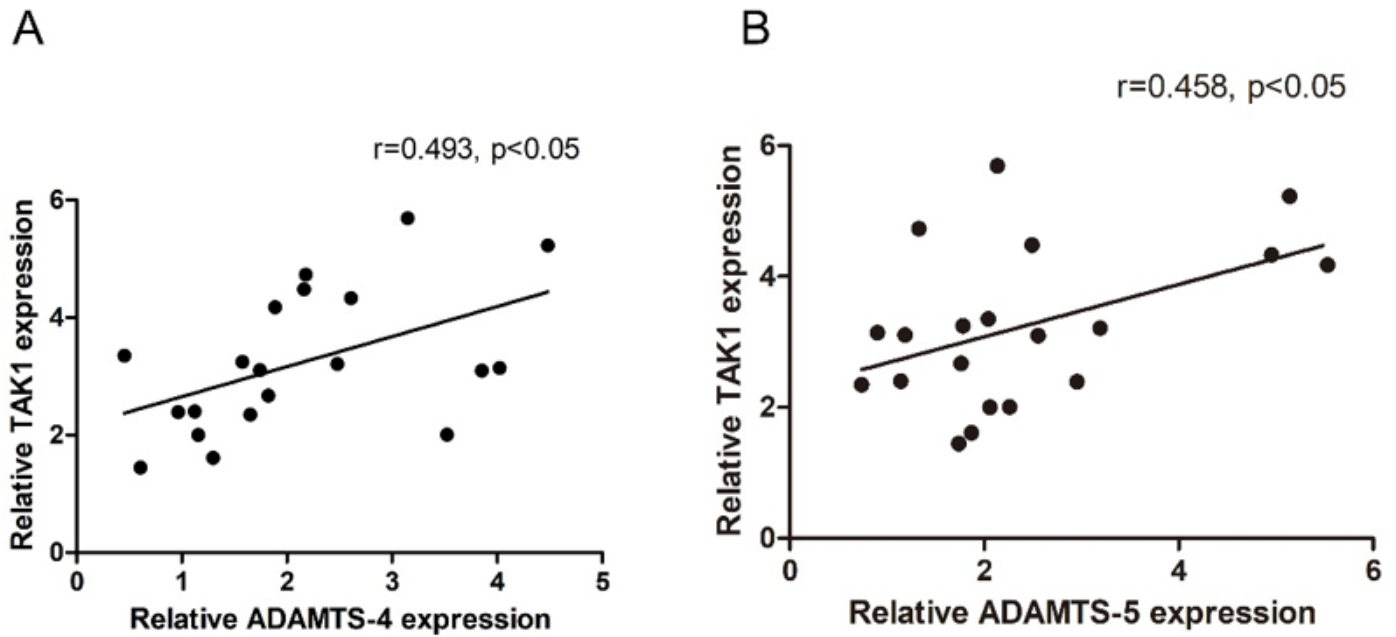 A
r=0.493, p<0.05
Relative TAK1 expression
6
4
2
0
0 1 2 3 4 5
Relative ADAMTS-4 expression
B
r=0.458, p<0.05
Relative TAK1 expression
6
4
2
0
0 2 4 6
Relative ADAMTS-5 expression